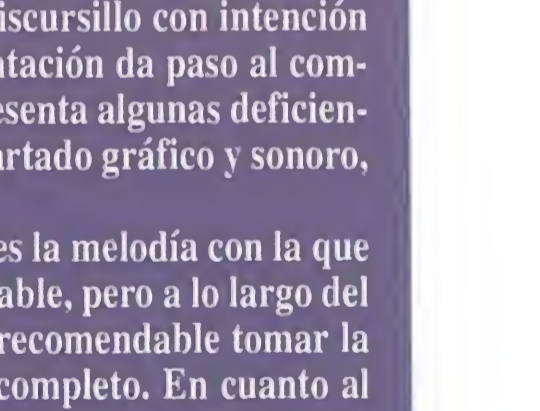 iscursillo con intención
tación da paso al com-
senta algunas deficien-
rtado gráfico y sonoro,
es la melodía con la que
able, pero a lo largo del
recomendable tomar la
completo. En cuanto al